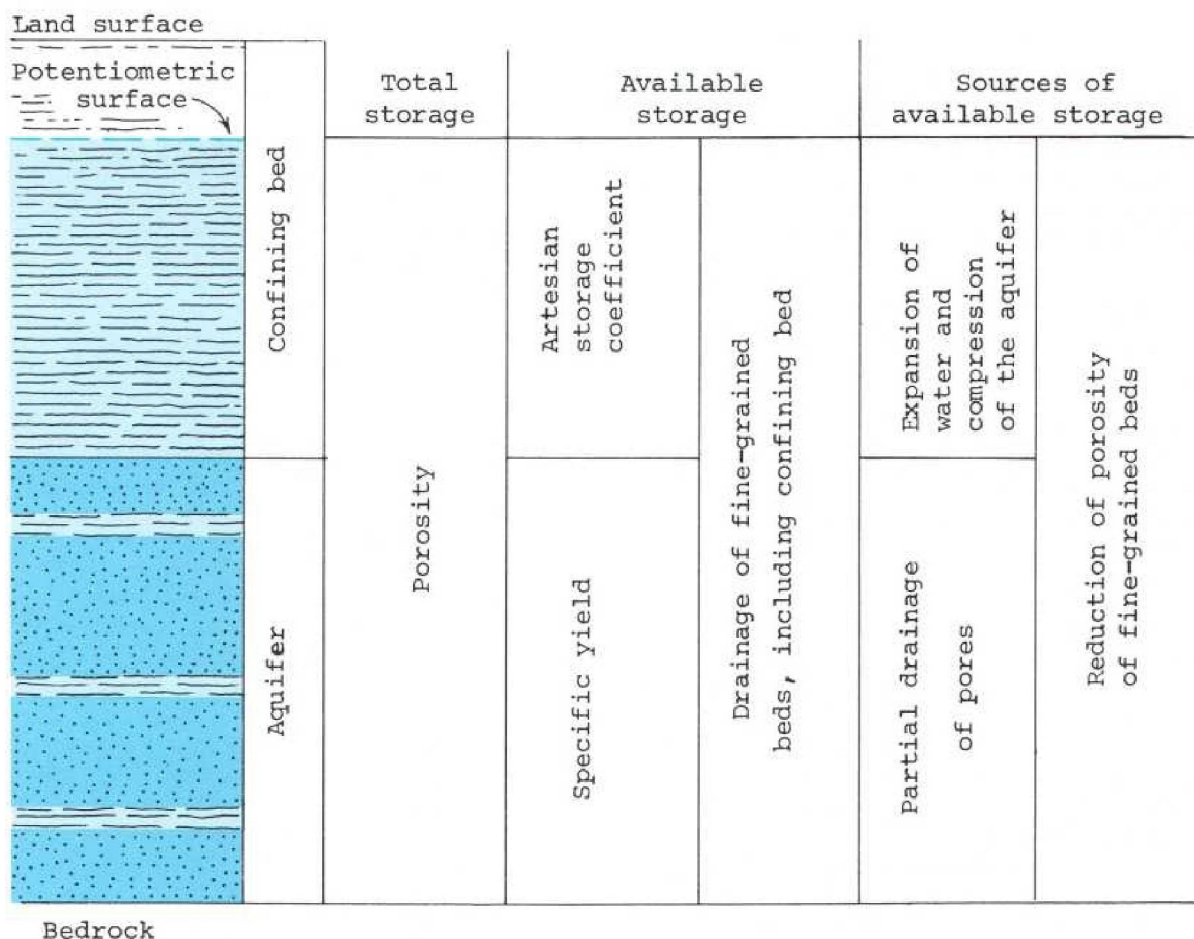 Land surface
Potentiometric
surface
Confining bed
Aquifer
Bedrock
Total
storage
Porosity
Available
storage
Artesian
storage
coefficient
Specific yield
Drainage of fine-grained
beds, including confining bed
Sources of
available storage
Expansion of
water and
compression
of the aquifer
Partial drainage
of pores
Reduction of porosity
of fine-grained beds